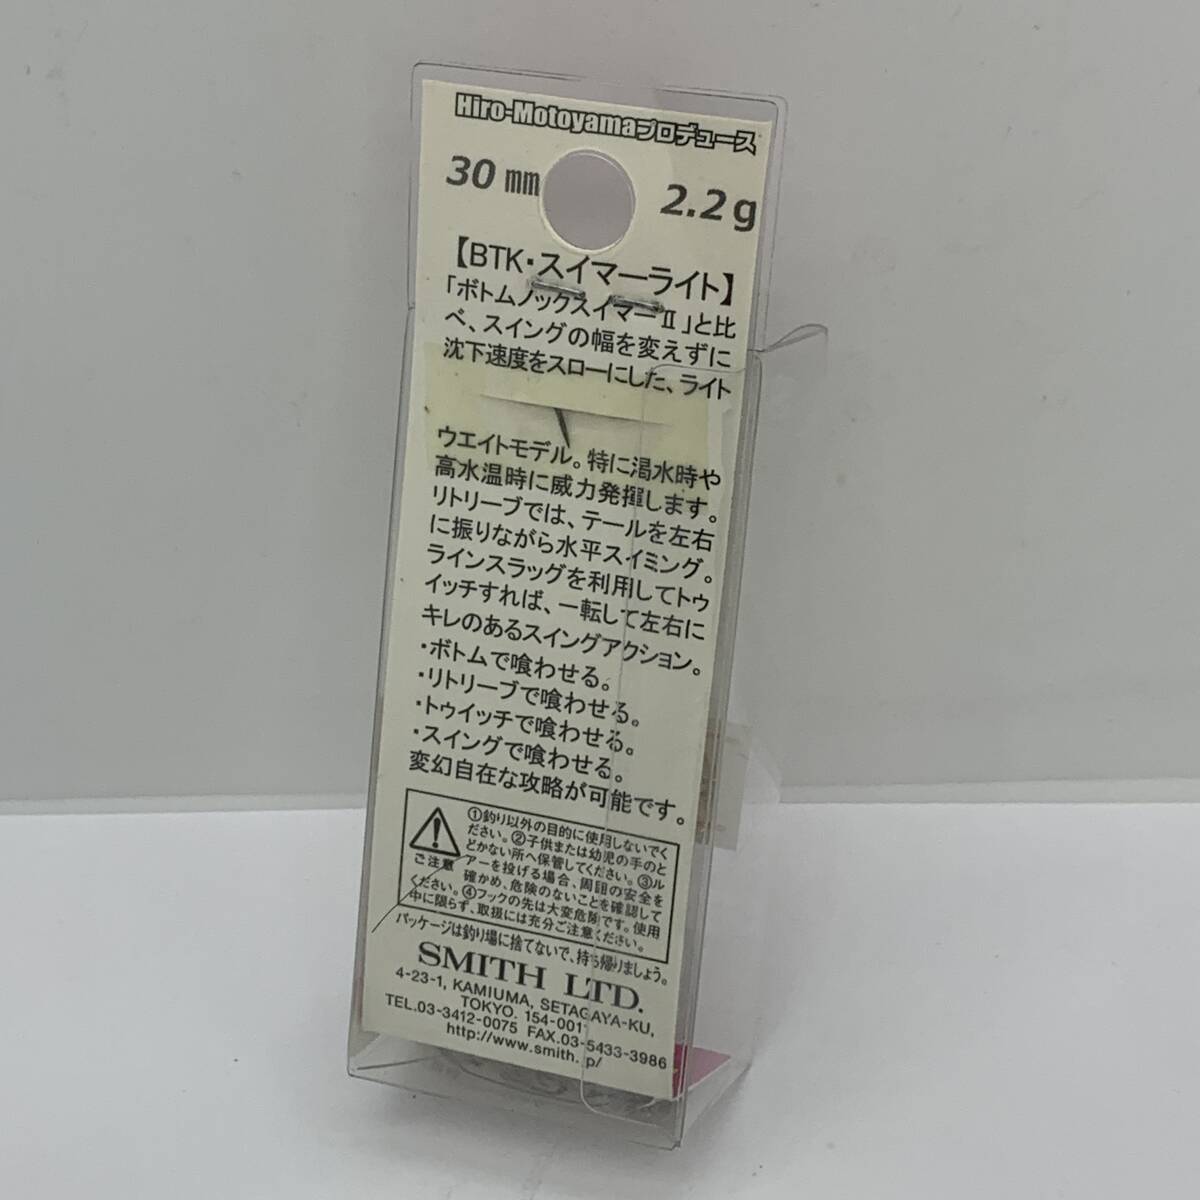 Hiro-Motoyamaプロデュース
30㎜ 2.2g
【BTK・スイマーライト】
「ボトムノックスイマーⅡ」と比
べ、スイングの幅を変えずに
沈下速度をスローにした、ライト
ウエイトモデル。特に渇水時や
高水温時に威力発揮します。
リトリーブでは、テールを左右
に振りながら水平スイミング。
ラインスラッグを利用してトゥ
イッチすれば、一転して左右に
キレのあるスイングアクション。
・ボトムで喰わせる。
・リトリーブで喰わせる。
・トゥイッチで喰わせる。
・スイングで喰わせる。
変幻自在な攻略が可能です。
ご注意
①釣り以外の目的に使用しないでく
ださい。②子供または幼児の手のと
どかない所へ保管してください。③ル
アーを投げる場合、周囲の安全を
確かめ、危険のないことを確認して
ください。④フックの先は大変危険です。使用
中に限らず、取扱には充分ご注意ください。
パッケージは釣り場に捨てないで、持ち帰りましょう。
SMITH LTD.
4-23-1, KAMIUMA, SETAGAYA-KU,
TOKYO. 154-0011
TEL.03-3412-0075 FAX.03-5433-3986
http://www.smith.jp/